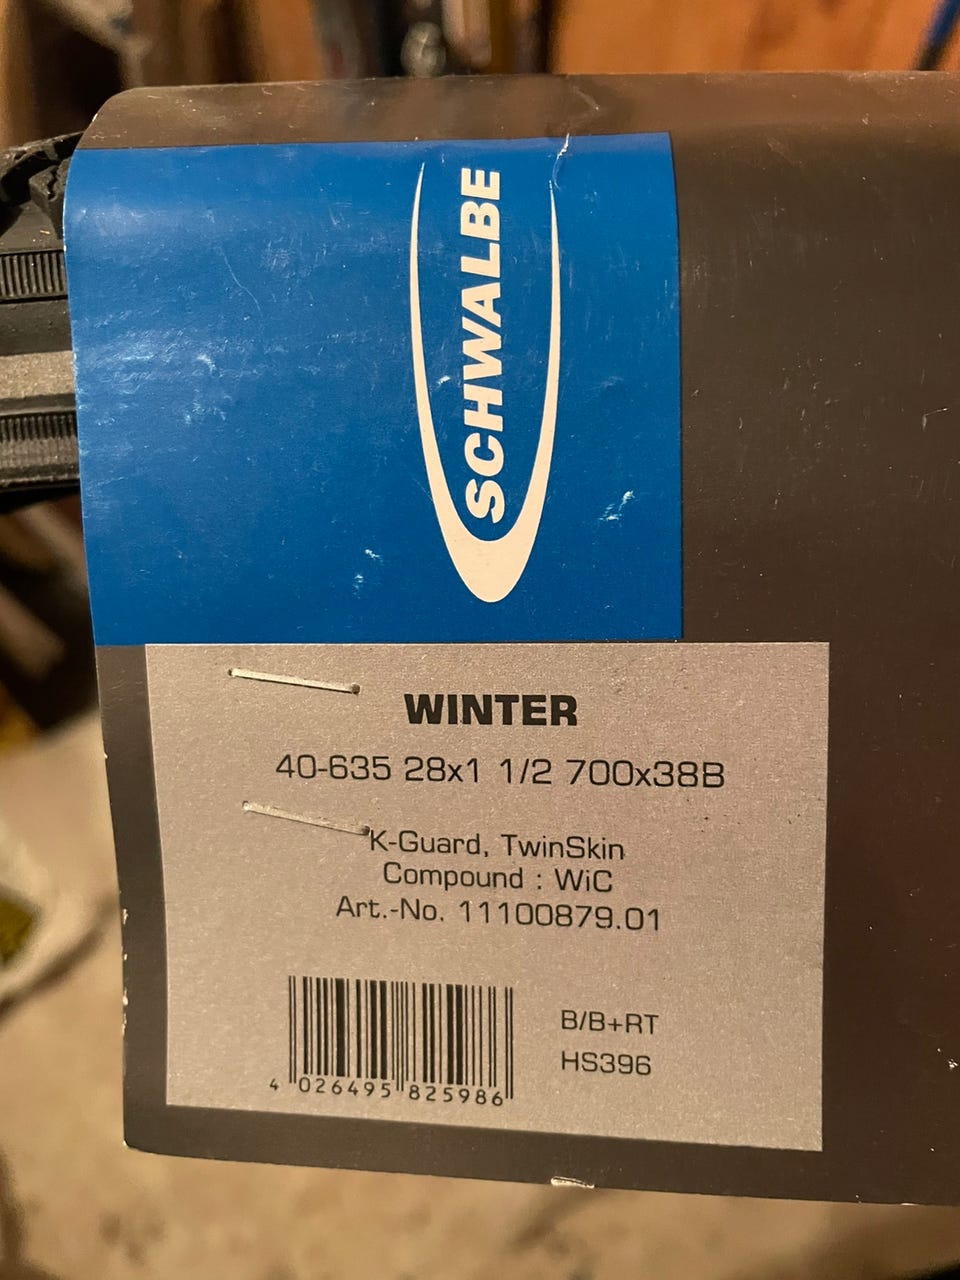 SCHWALBE
WINTER
40-635 28x1 1/2 700x38B
K-Guard, TwinSkin
Compound : WiC
Art.-No. 11100879.01
B/B+RT
HS396
4 026495 825986